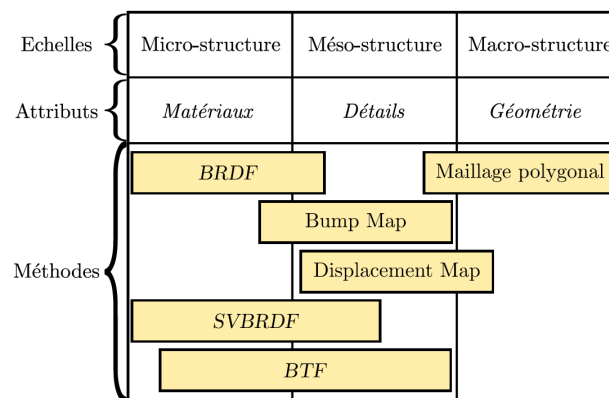 Echelles Micro-structure Méso-structure Macro-structure
Attributs Matériaux Détails Géométrie
BRDF Maillage polygonal
Bump Map
Méthodes Displacement Map
SVBRDF
BTF